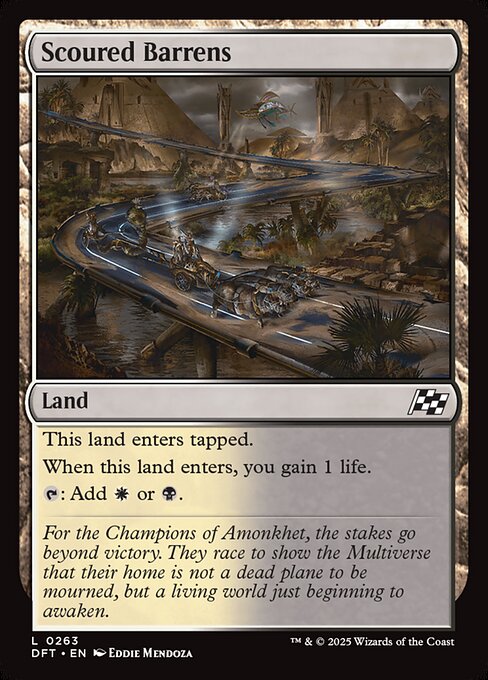 Scoured Barrens
Land
This land enters tapped.
When this land enters, you gain 1 life.
: Add or .
For the Champions of Amonkhet, the stakes go
beyond victory. They race to show the Multiverse
that their home is not a dead plane to be
mourned, but a living world just beginning to
awaken.
L 0263
DFT • EN Eddie Mendoza
™ & © 2025 Wizards of the Coast